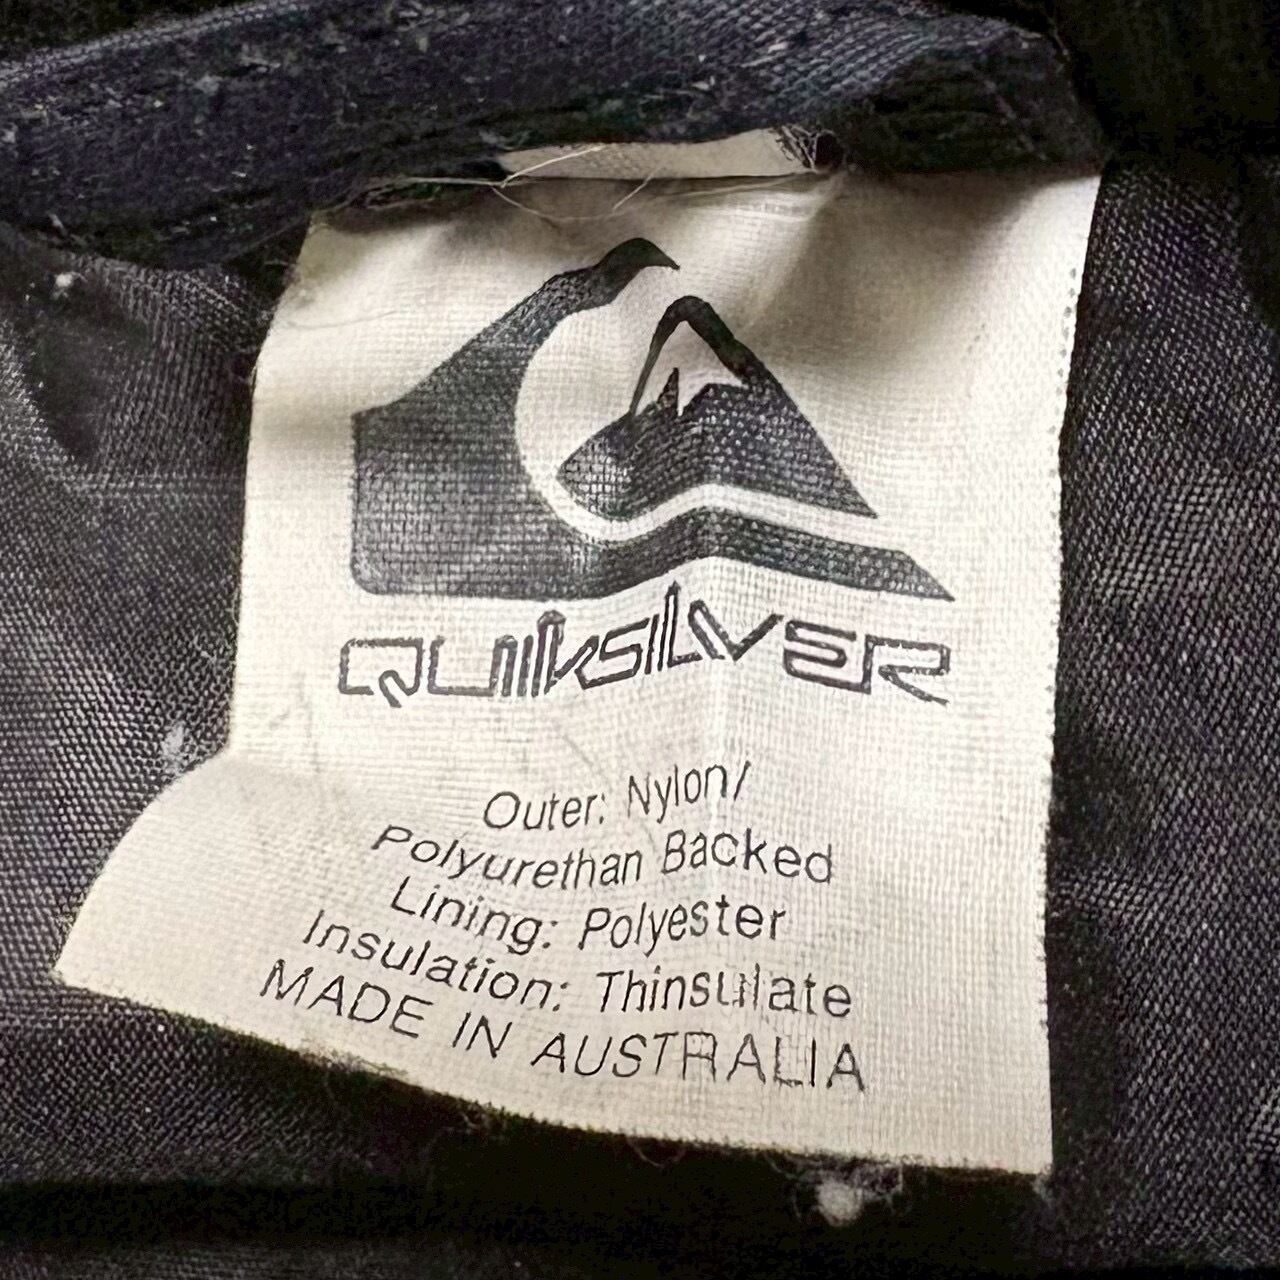 QUIKSILVER
Outer: Nylon/
Polyurethan Backed
Lining: Polyester
Insulation: Thinsulate
MADE IN AUSTRALIA